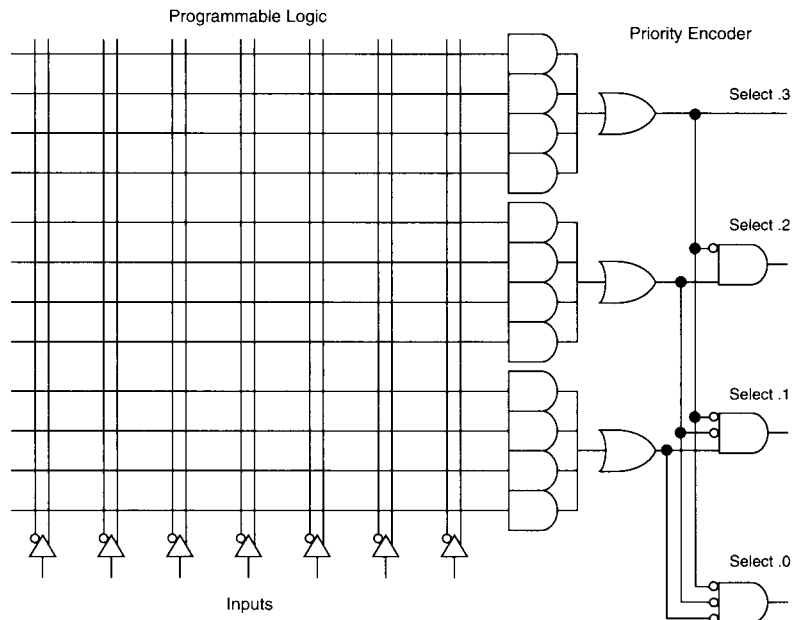 Programmable Logic
Priority Encoder
Select .3
Select .2
Select .1
Select .0
Inputs